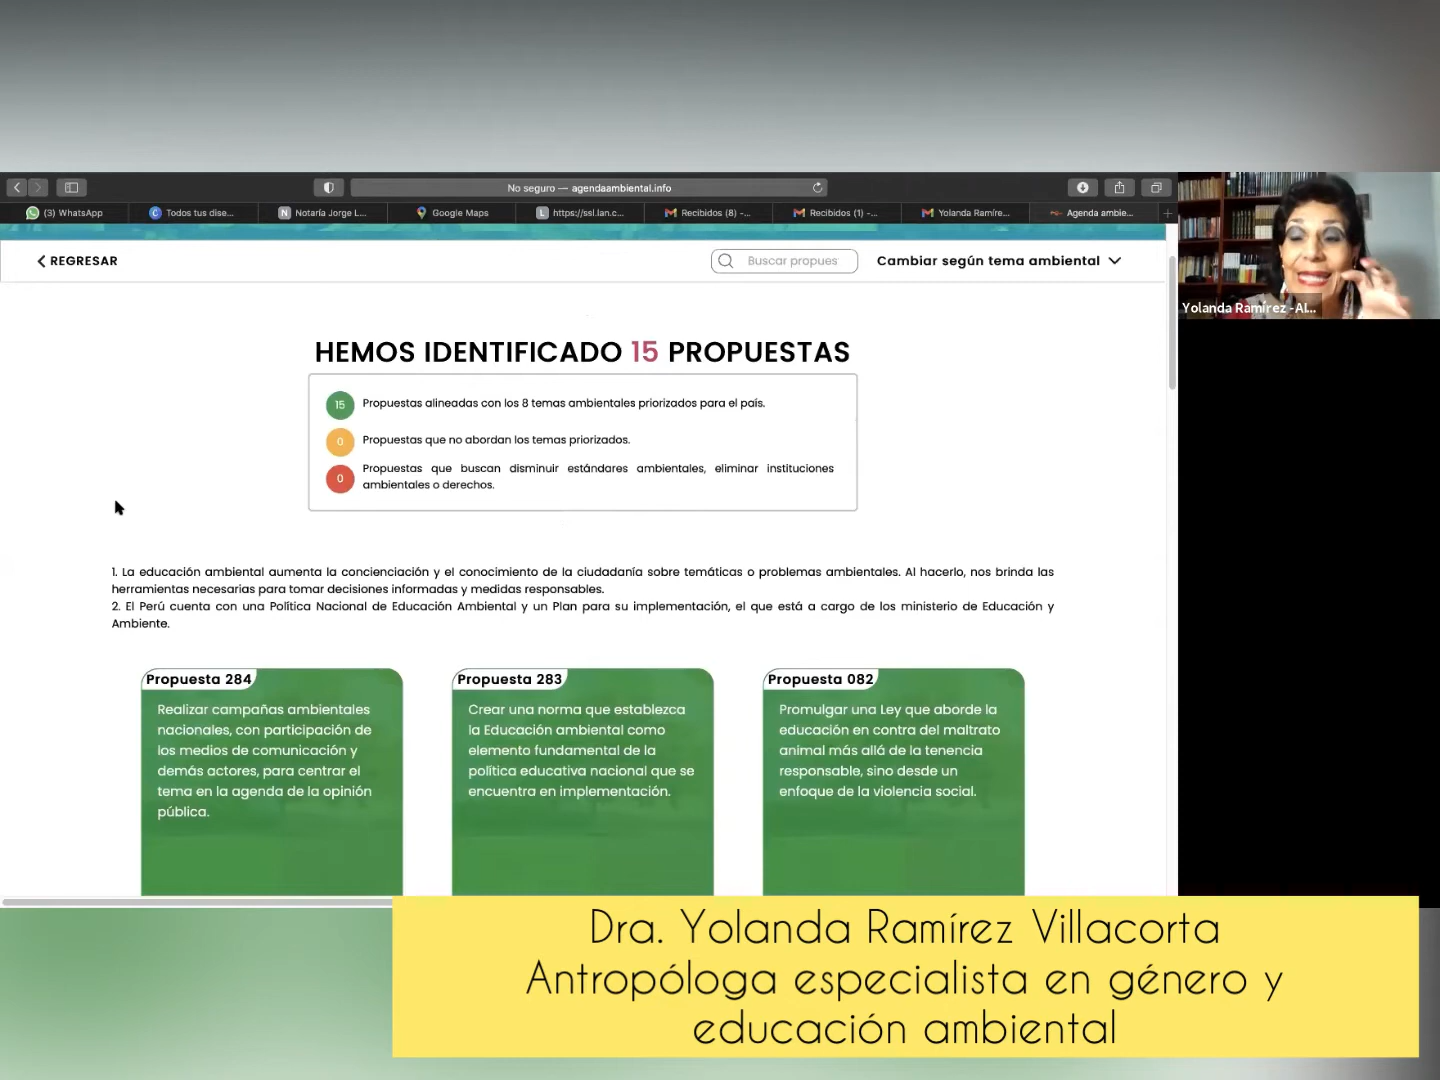 No seguro — agendaambiental.info
(3) WhatsApp
Todos tus dise...
Notaría Jorge L...
Google Maps
https://ssl.lan.c...
Recibidos (8) -...
Recibidos (1) -...
Yolanda Ramíre...
Agenda ambie...
REGRESAR
Buscar propues
Cambiar según tema ambiental
Yolanda Ramírez - Al...
HEMOS IDENTIFICADO 15 PROPUESTAS
15 Propuestas alineadas con los 8 temas ambientales priorizados para el país.
0 Propuestas que no abordan los temas priorizados.
0 Propuestas que buscan disminuir estándares ambientales, eliminar instituciones
ambientales o derechos.
1. La educación ambiental aumenta la concienciación y el conocimiento de la ciudadanía sobre temáticas o problemas ambientales. Al hacerlo, nos brinda las
herramientas necesarias para tomar decisiones informadas y medidas responsables.
2. El Perú cuenta con una Política Nacional de Educación Ambiental y un Plan para su implementación, el que está a cargo de los ministerio de Educación y
Ambiente.
Propuesta 284
Realizar campañas ambientales
nacionales, con participación de
los medios de comunicación y
demás actores, para centrar el
tema en la agenda de la opinión
pública.
Propuesta 283
Crear una norma que establezca
la Educación ambiental como
elemento fundamental de la
política educativa nacional que se
encuentra en implementación.
Propuesta 082
Promulgar una Ley que aborde la
educación en contra del maltrato
animal más allá de la tenencia
responsable, sino desde un
enfoque de la violencia social.
Dra. Yolanda Ramírez Villacorta
Antropóloga especialista en género y
educación ambiental